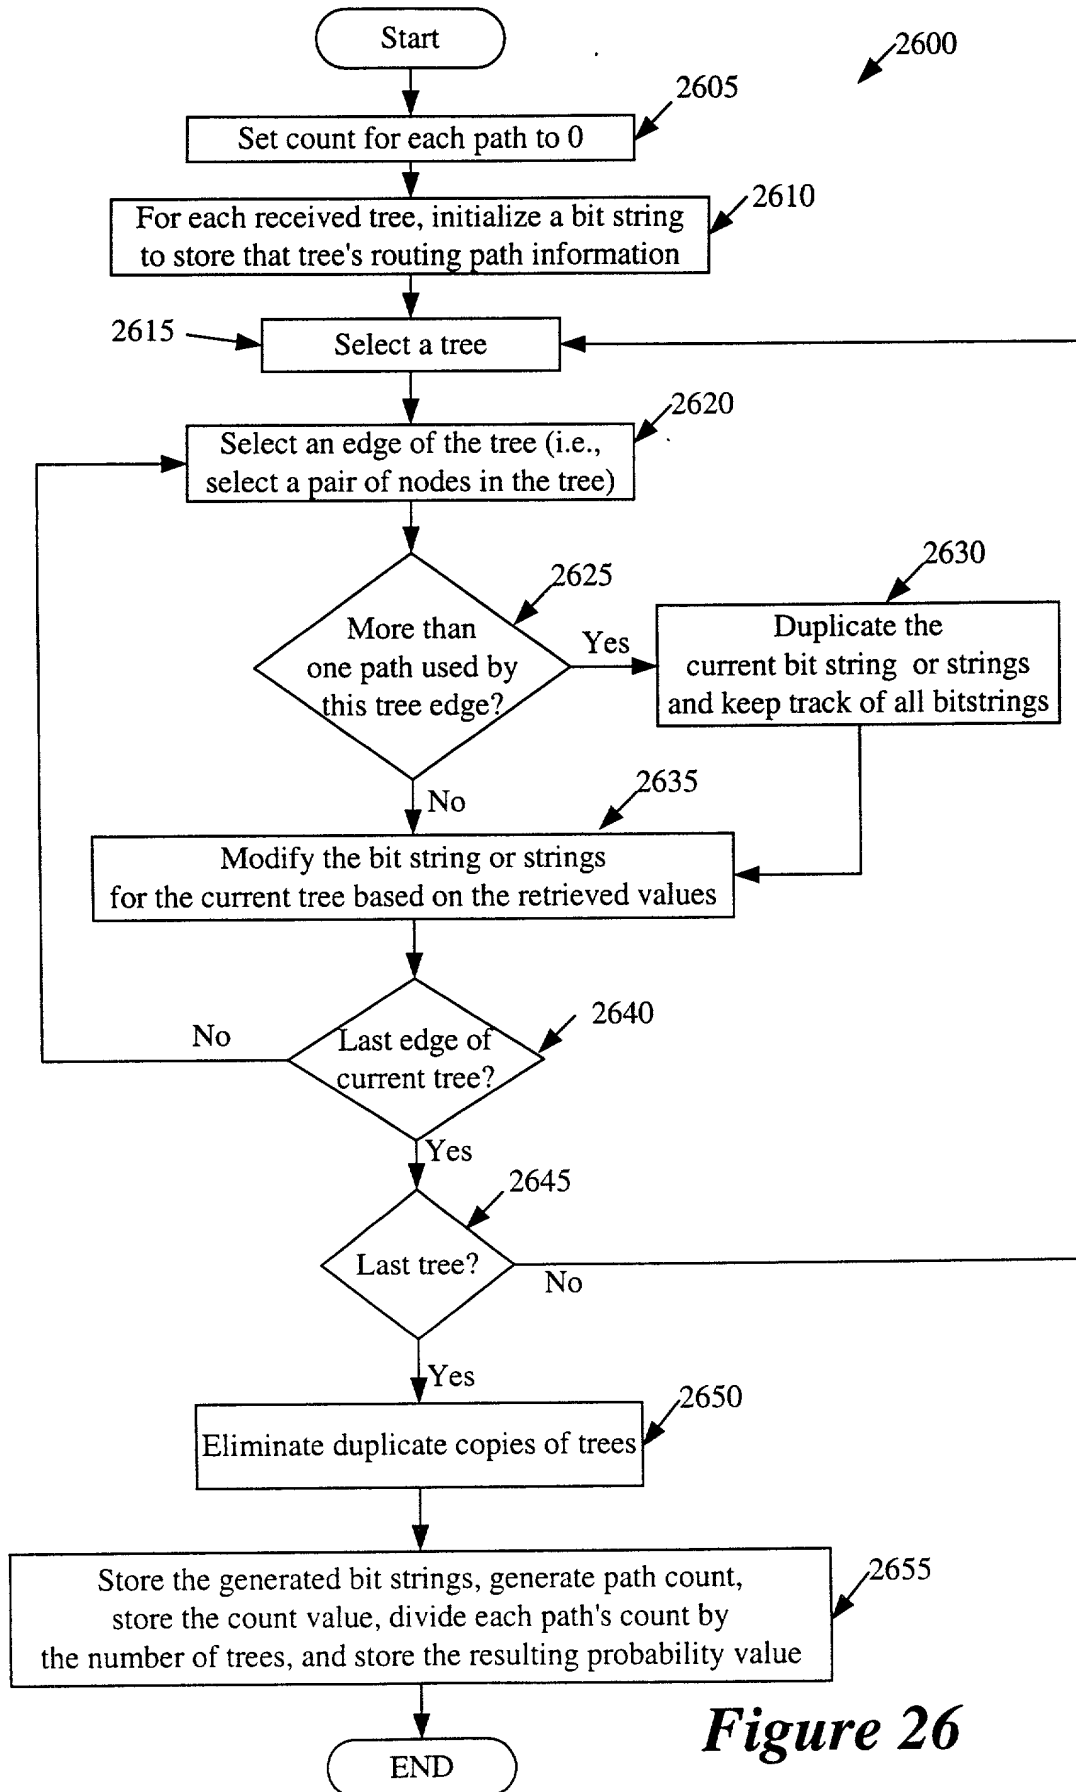 Start
2600
2605
Set count for each path to 0
2610
For each received tree, initialize a bit string
to store that tree's routing path information
2615
Select a tree
2620
Select an edge of the tree (i.e.,
select a pair of nodes in the tree)
2625
More than
one path used by
this tree edge?
Yes
2630
Duplicate the
current bit string or strings
and keep track of all bitstrings
No
2635
Modify the bit string or strings
for the current tree based on the retrieved values
2640
Last edge of
current tree?
No
Yes
2645
Last tree?
No
Yes
2650
Eliminate duplicate copies of trees
2655
Store the generated bit strings, generate path count,
store the count value, divide each path's count by
the number of trees, and store the resulting probability value
END
Figure 26